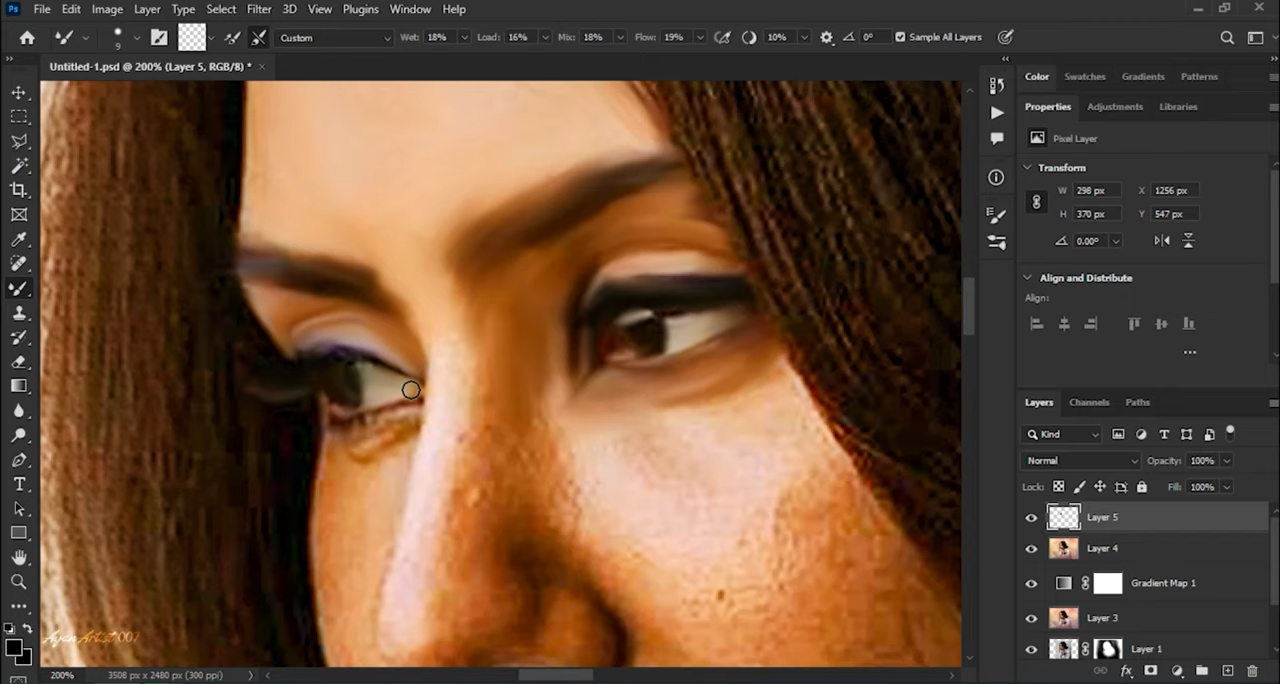 Ps File Edit Image Layer Type Select Filter 3D View Plugins Window Help
9 Custom Wet: 18% Load: 16% Mix: 18% Flow: 19% 10% 0° Sample All Layers
Untitled-1.psd @ 200% (Layer 5, RGB/8) *
Color Swatches Gradients Patterns
Properties Adjustments Libraries
Pixel Layer
Transform
W 298 px X 1256 px
H 370 px Y 547 px
0.00°
Align and Distribute
Align:
Layers Channels Paths
Kind
Normal Opacity: 100%
Lock: Fill: 100%
Layer 5
Layer 4
Gradient Map 1
Layer 3
Layer 1
AyanArtist.007
200% 3508 px x 2480 px (300 ppi)